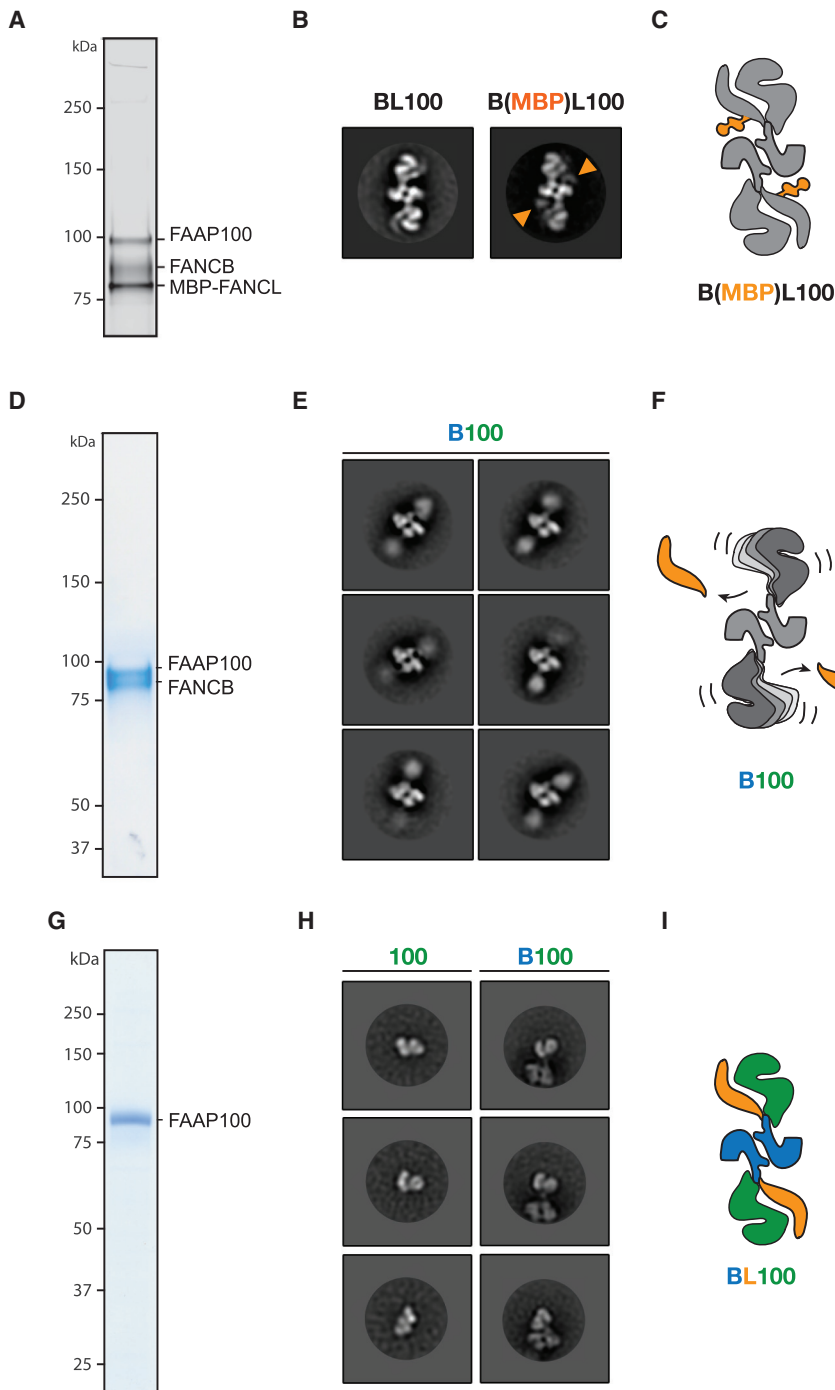 A
kDa
250
150
100
75
FAAP100
FANCB
MBP-FANCL
B
BL100 B(MBP)L100
C
B(MBP)L100
D
kDa
250
150
100
75
50
37
FAAP100
FANCB
E
B100
F
B100
G
kDa
250
150
100
75
50
37
25
FAAP100
H
100 B100
I
BL100